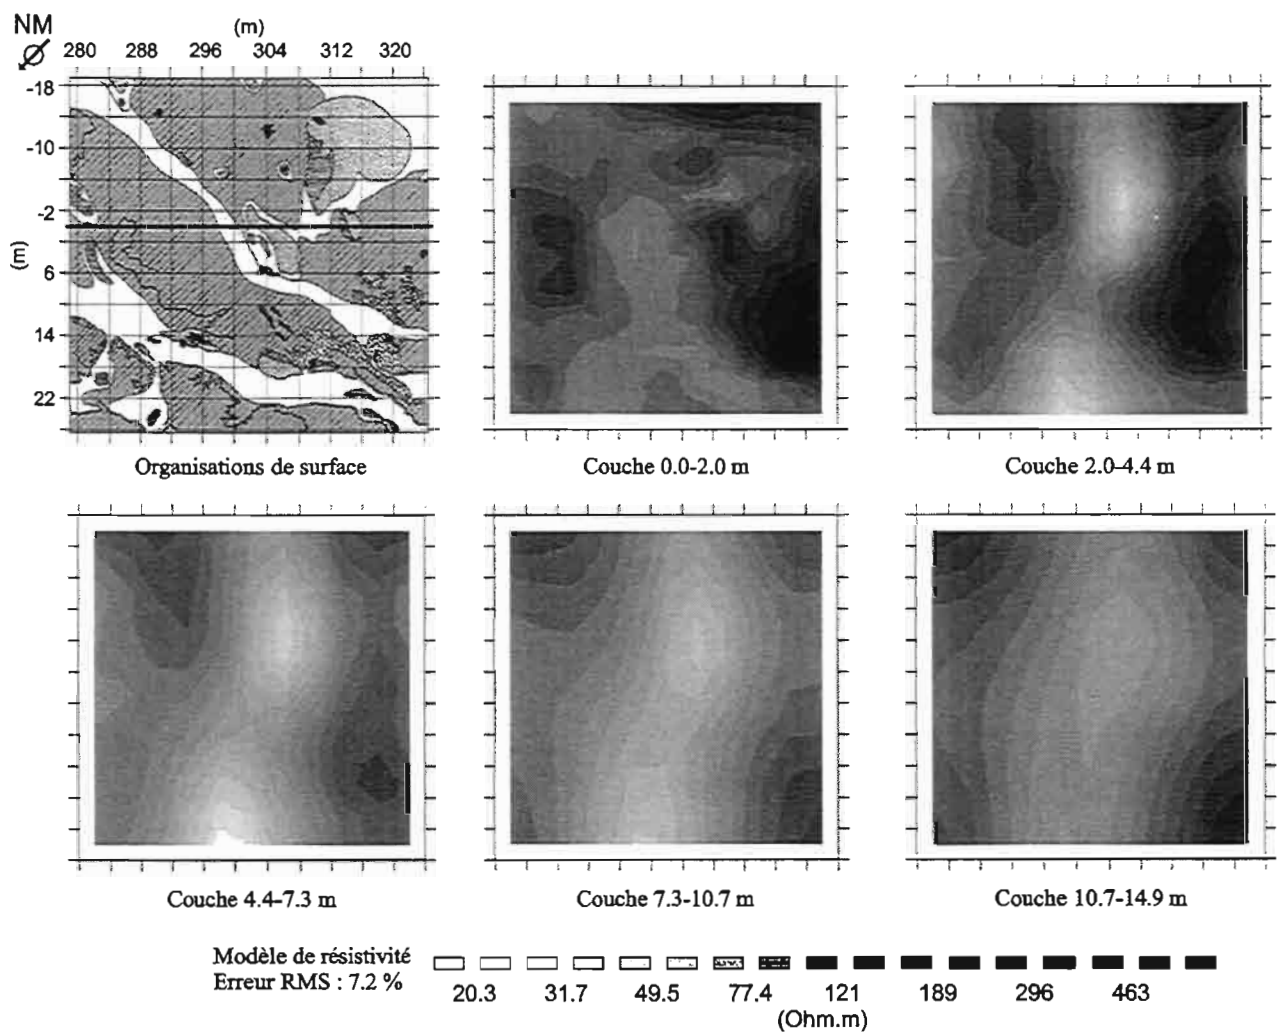 NM
(m)
280 288 296 304 312 320
-18
-10
-2
6
14
22
(m)
Organisations de surface
Couche 0.0-2.0 m
Couche 2.0-4.4 m
Couche 4.4-7.3 m
Couche 7.3-10.7 m
Couche 10.7-14.9 m
Modèle de résistivité
Erreur RMS : 7.2 %
20.3 31.7 49.5 77.4 121 189 296 463
(Ohm.m)